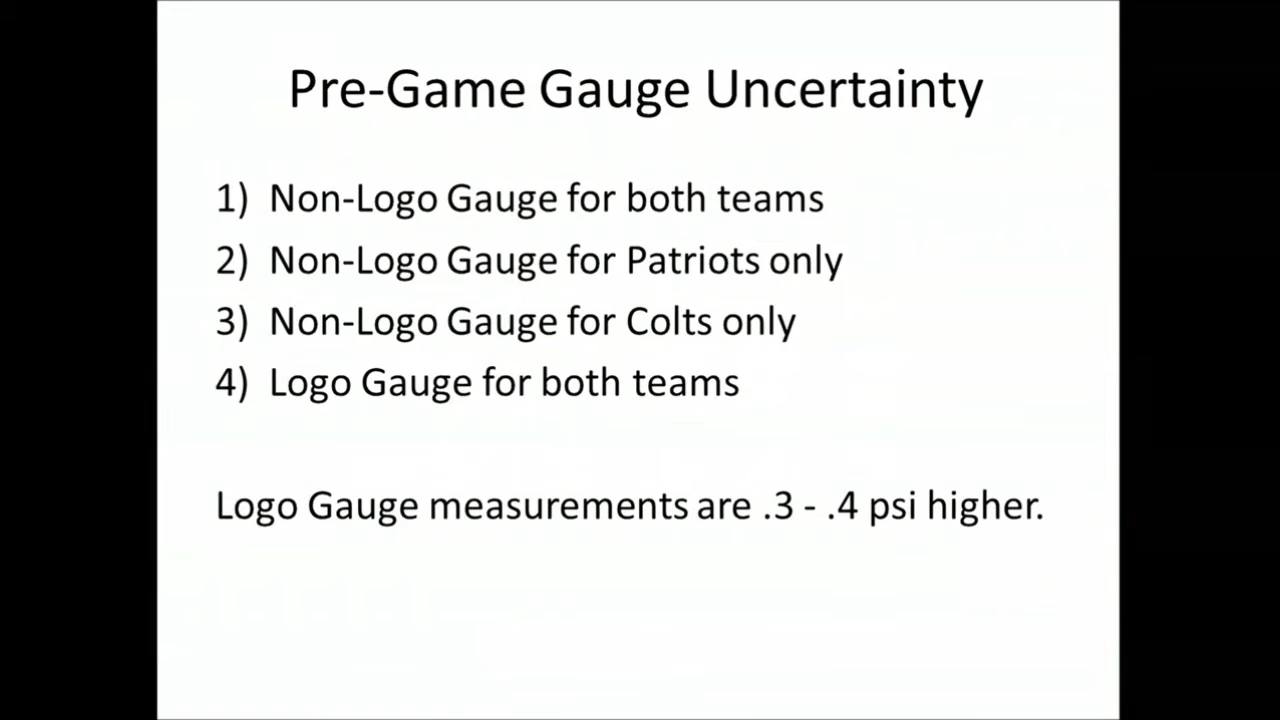 Pre-Game Gauge Uncertainty
1) Non-Logo Gauge for both teams
2) Non-Logo Gauge for Patriots only
3) Non-Logo Gauge for Colts only
4) Logo Gauge for both teams
Logo Gauge measurements are .3 - .4 psi higher.